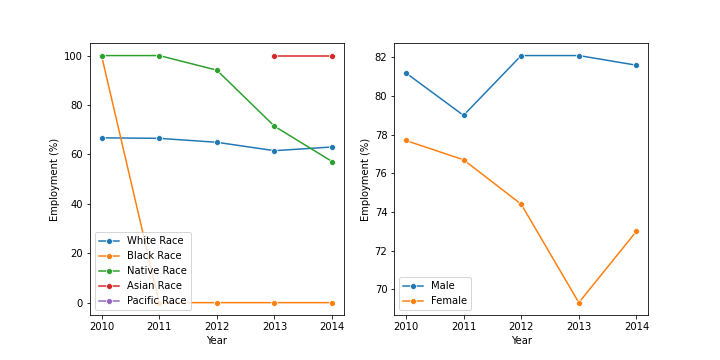 100
80
60
40
20
0
Employment (%)
White Race
Black Race
Native Race
Asian Race
Pacific Race
2010 2011 2012 2013 2014
Year
82
80
78
76
74
72
70
Employment (%)
Male
Female
2010 2011 2012 2013 2014
Year